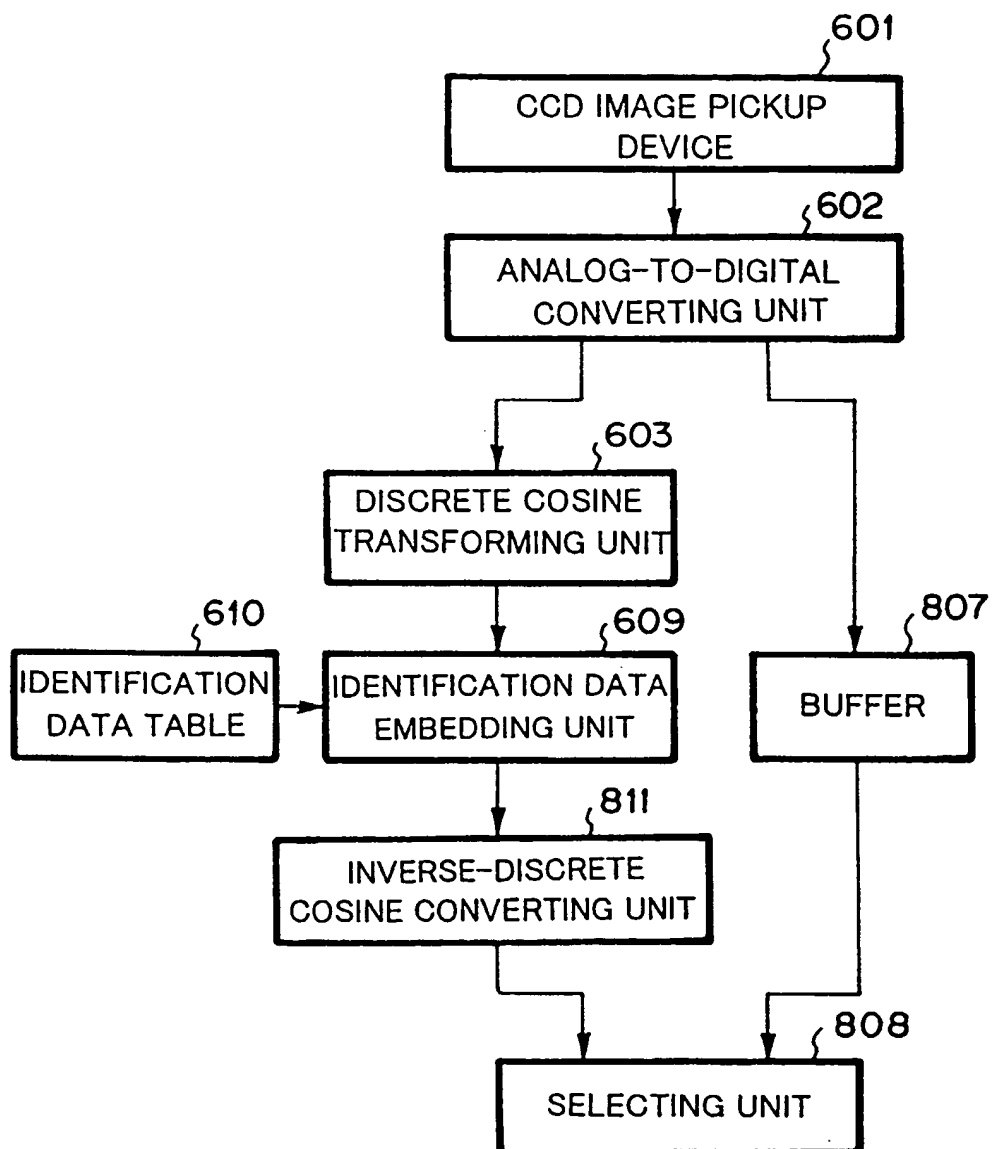 601
CCD IMAGE PICKUP
DEVICE
602
ANALOG-TO-DIGITAL
CONVERTING UNIT
603
DISCRETE COSINE
TRANSFORMING UNIT
610
IDENTIFICATION
DATA TABLE
609
IDENTIFICATION DATA
EMBEDDING UNIT
807
BUFFER
811
INVERSE-DISCRETE
COSINE CONVERTING UNIT
808
SELECTING UNIT